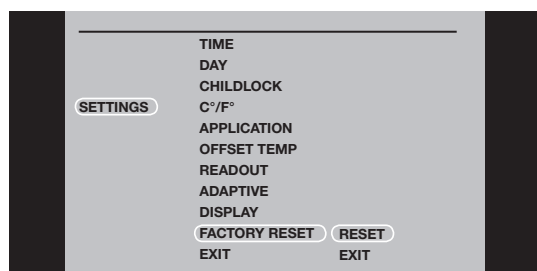 TIME
DAY
CHILDLOCK
SETTINGS C°/F°
APPLICATION
OFFSET TEMP
READOUT
ADAPTIVE
DISPLAY
FACTORY RESET RESET
EXIT EXIT